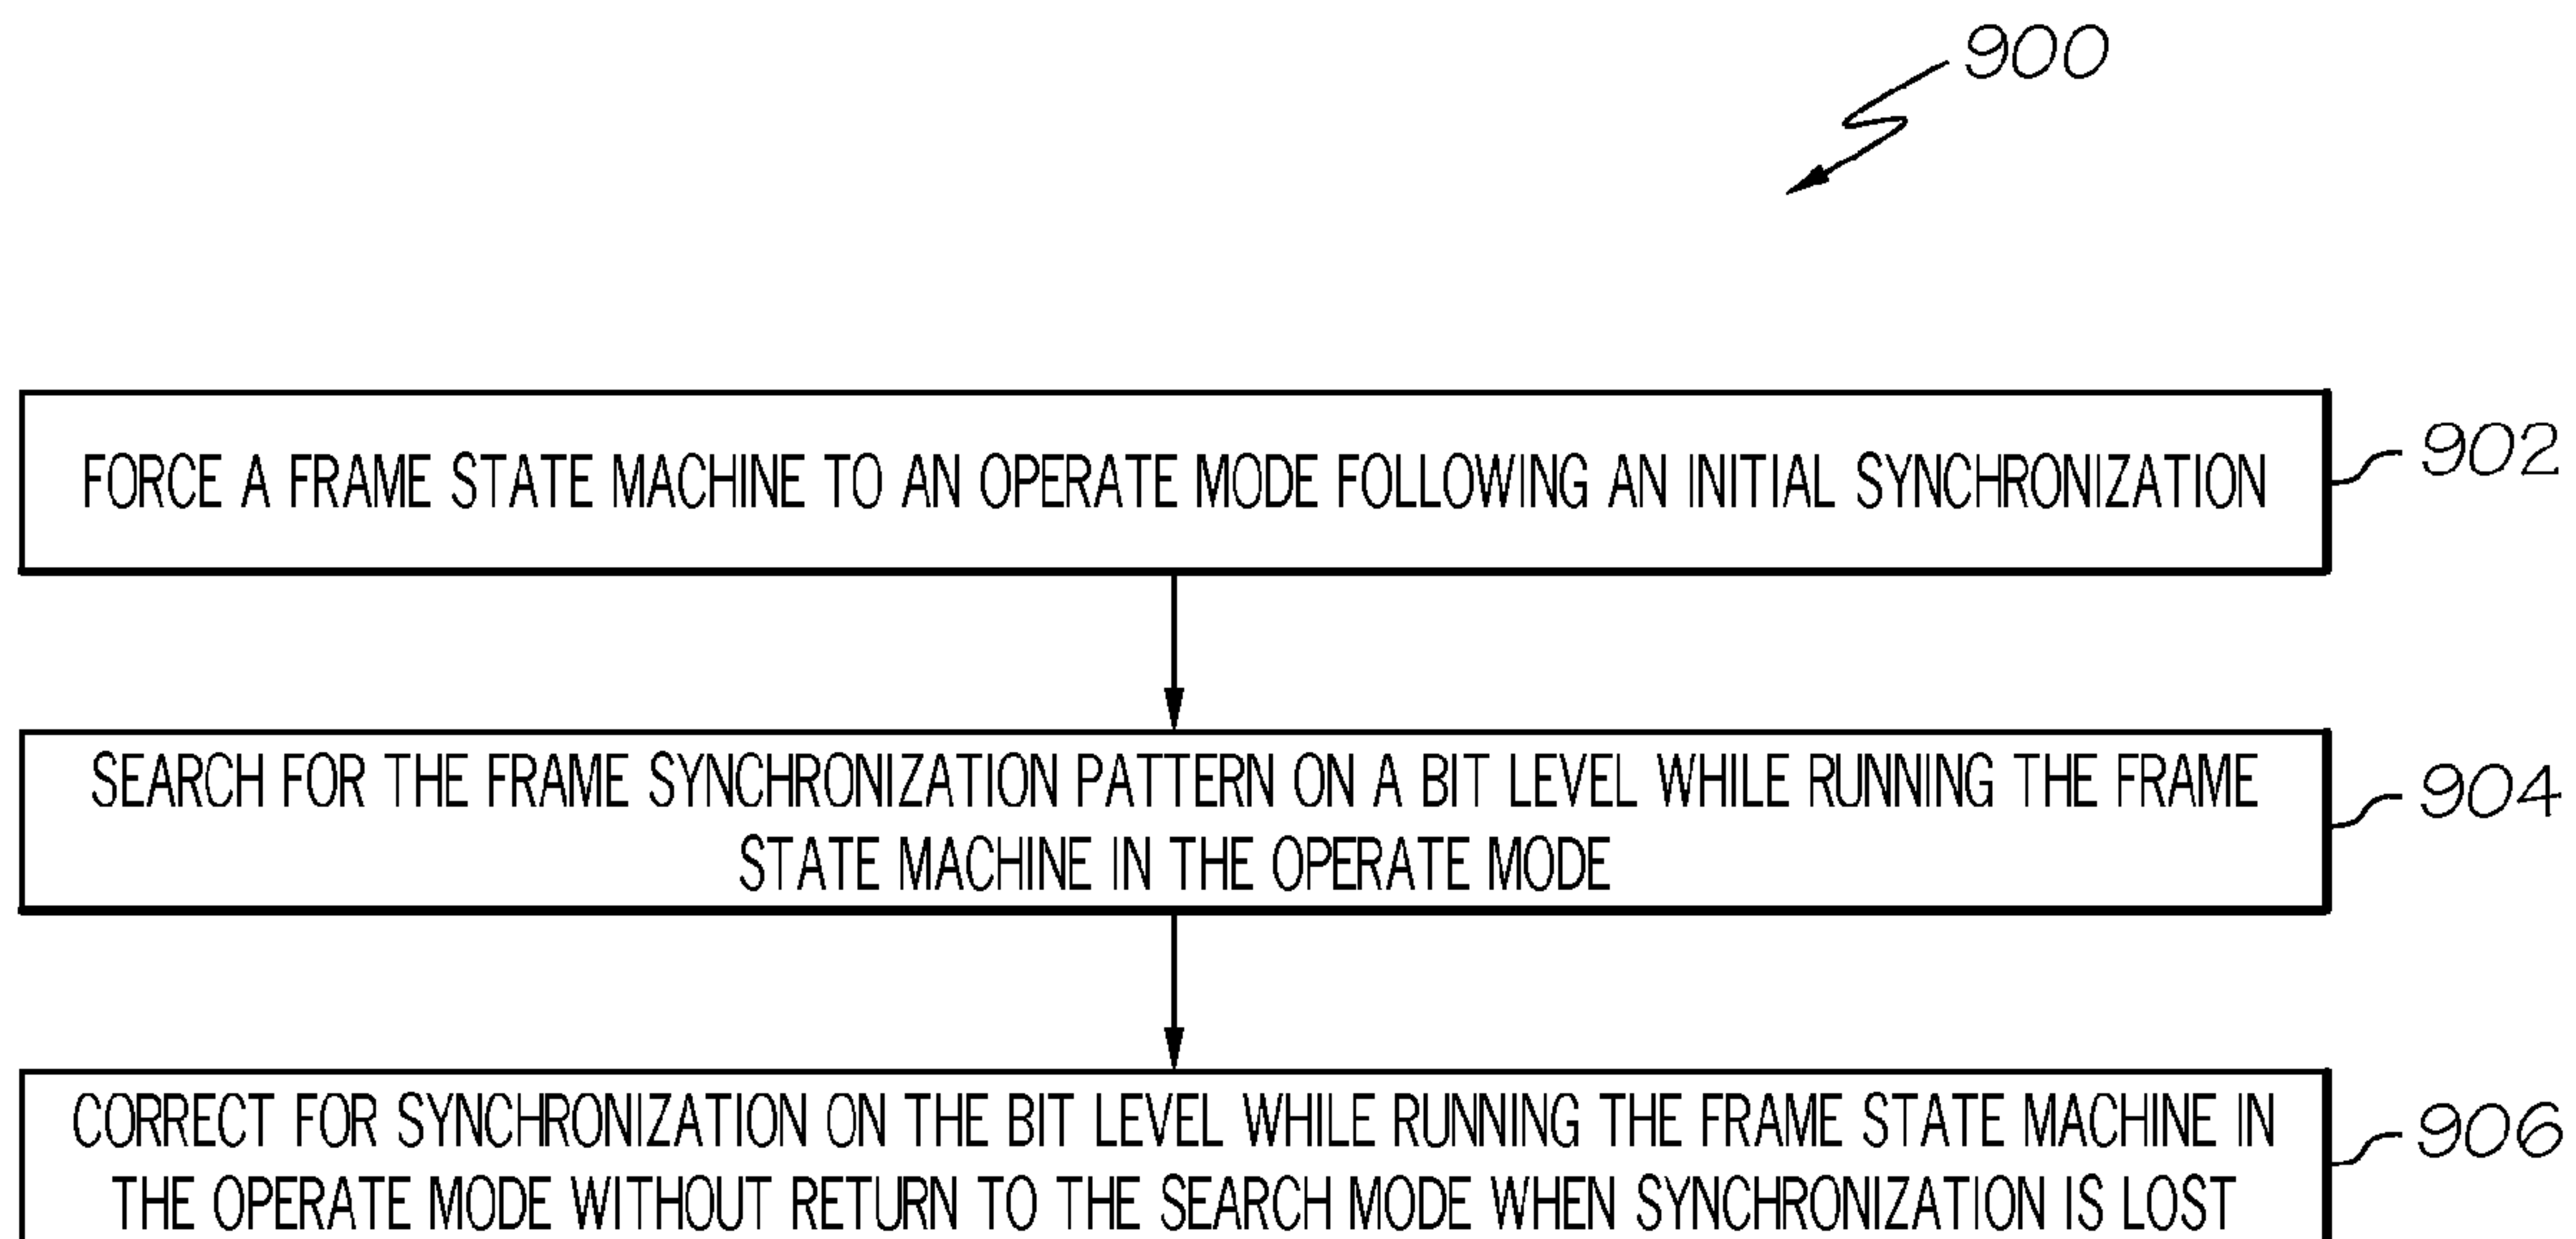 900
FORCE A FRAME STATE MACHINE TO AN OPERATE MODE FOLLOWING AN INITIAL SYNCHRONIZATION
902
SEARCH FOR THE FRAME SYNCHRONIZATION PATTERN ON A BIT LEVEL WHILE RUNNING THE FRAME
STATE MACHINE IN THE OPERATE MODE
904
CORRECT FOR SYNCHRONIZATION ON THE BIT LEVEL WHILE RUNNING THE FRAME STATE MACHINE IN
THE OPERATE MODE WITHOUT RETURN TO THE SEARCH MODE WHEN SYNCHRONIZATION IS LOST
906